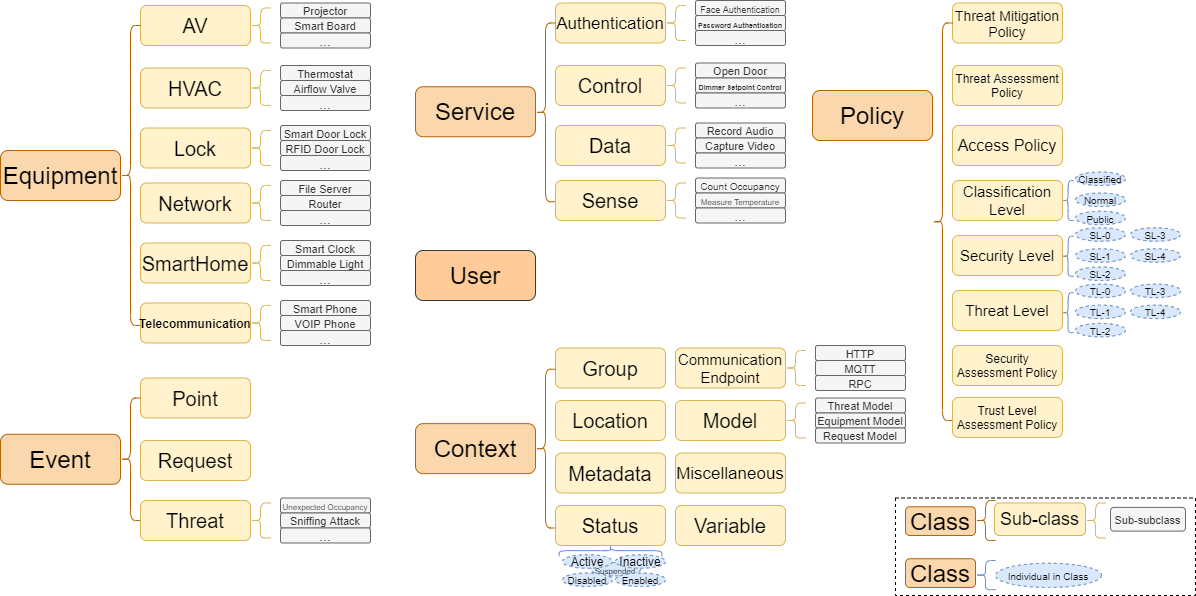 Equipment
AV
Projector
Smart Board
...
HVAC
Thermostat
Airflow Valve
...
Lock
Smart Door Lock
RFID Door Lock
...
Network
File Server
Router
...
SmartHome
Smart Clock
Dimmable Light
...
Telecommunication
Smart Phone
VOIP Phone
...
Event
Point
Request
Threat
Unexpected Occupancy
Sniffing Attack
...
Service
Authentication
Face Authentication
Password Authentication
...
Control
Open Door
Dimmer Setpoint Control
...
Data
Record Audio
Capture Video
...
Sense
Count Occupancy
Measure Temperature
...
User
Context
Group
Communication
Endpoint
HTTP
MQTT
RPC
Location
Model
Threat Model
Equipment Model
Request Model
Metadata
Miscellaneous
Status
Variable
Active
Inactive
Suspended
Disabled
Enabled
Policy
Threat Mitigation
Policy
Threat Assessment
Policy
Access Policy
Classification
Level
Classified
Normal
Public
Security Level
SL-0
SL-3
SL-1
SL-4
SL-2
Threat Level
TL-0
TL-3
TL-1
TL-4
TL-2
Security
Assessment Policy
Trust Level
Assessment Policy
Class
Sub-class
Sub-subclass
Class
Individual in Class